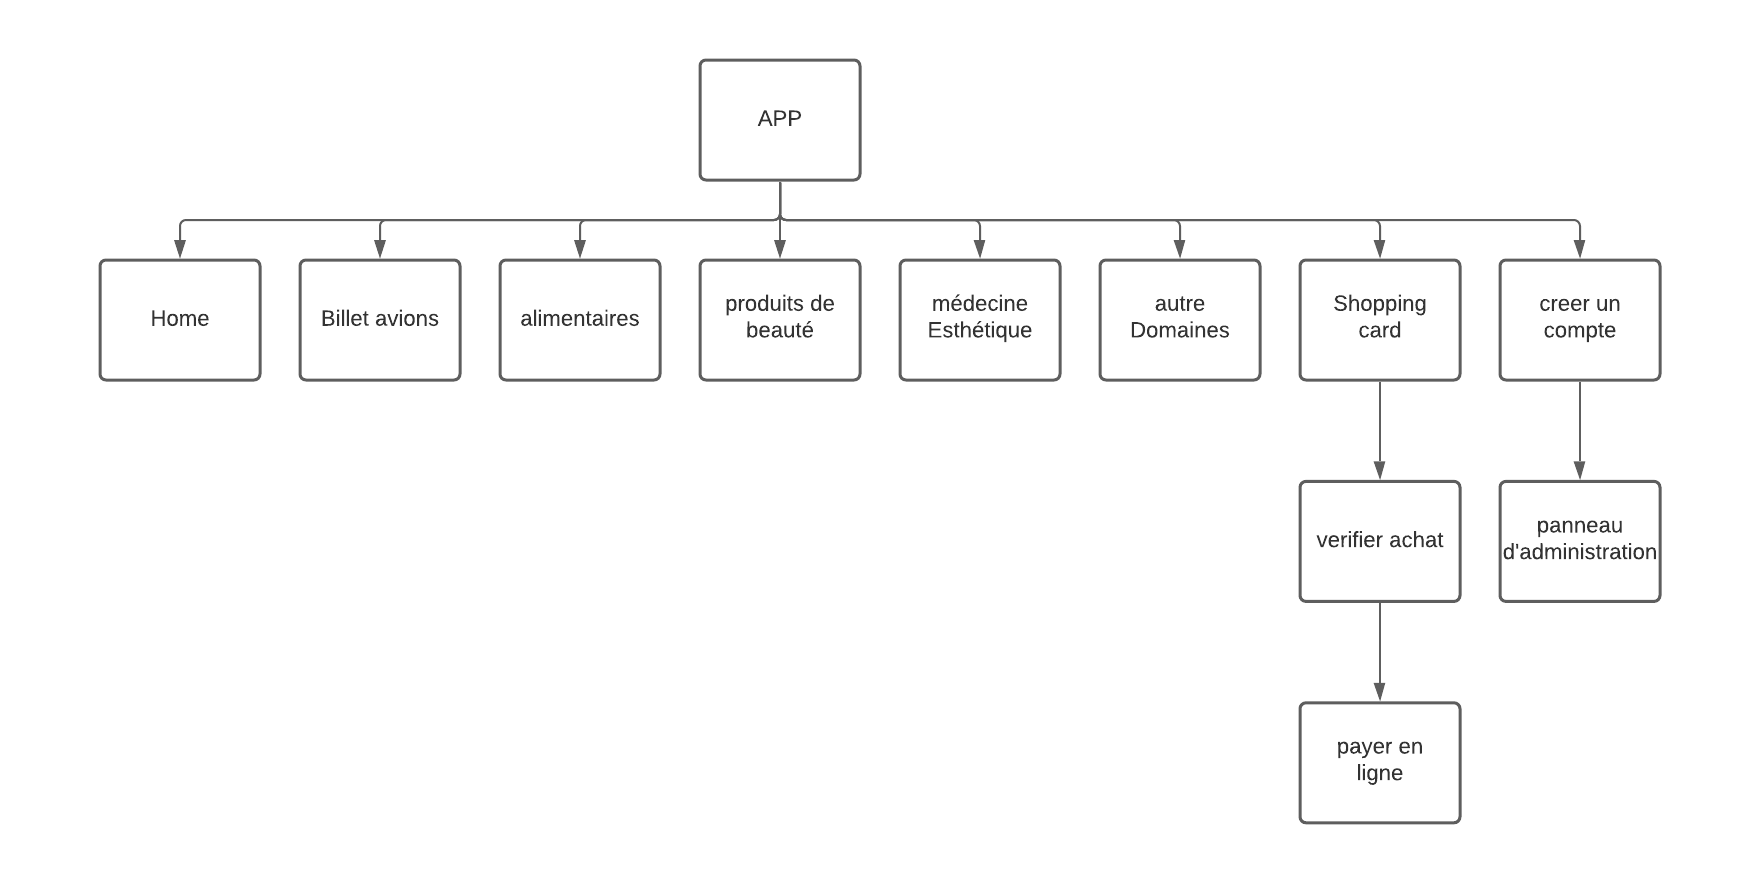 APP
Home
Billet avions
alimentaires
produits de
beauté
médecine
Esthétique
autre
Domaines
Shopping
card
creer un
compte
verifier achat
panneau
d'administration
payer en
ligne